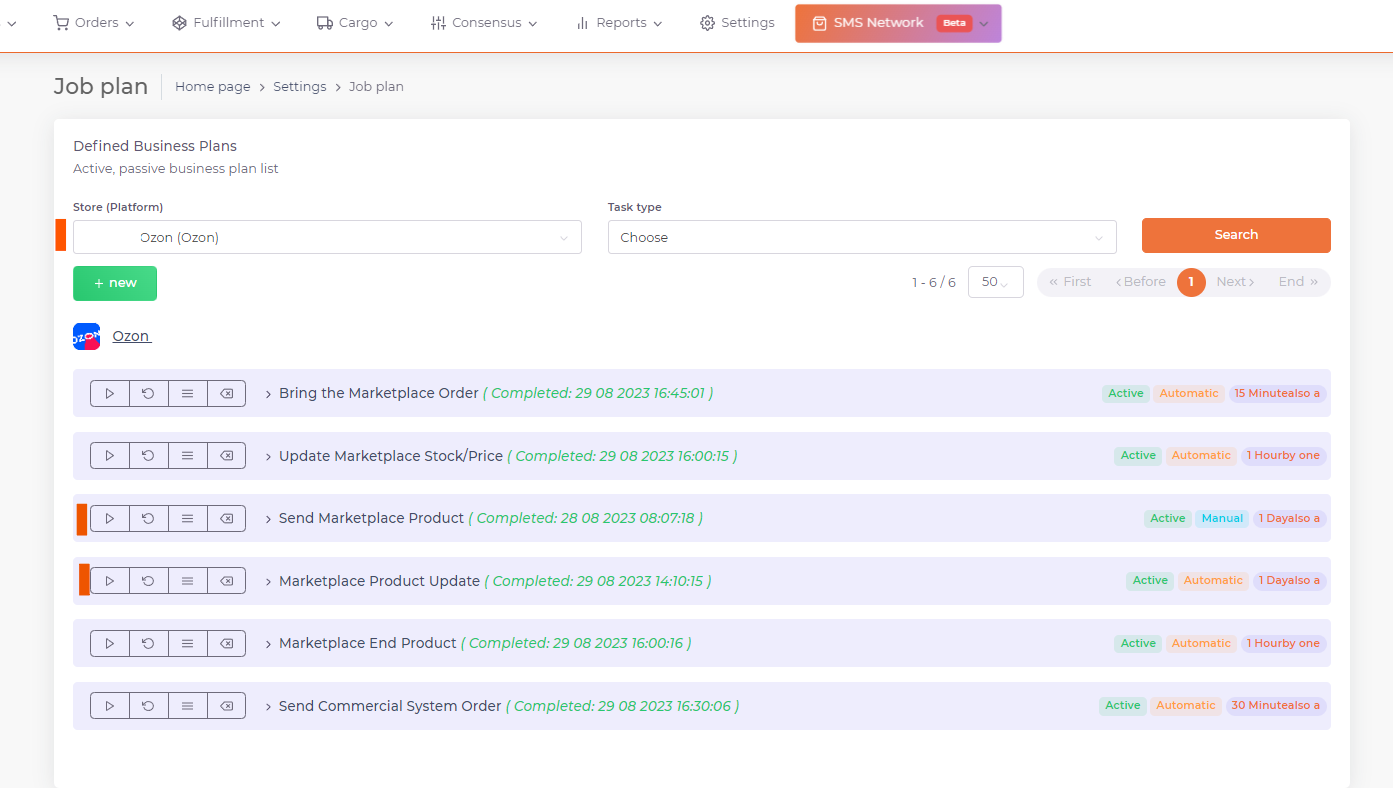 Orders Fulfillment Cargo Consensus Reports Settings SMS Network Beta
Job plan Home page > Settings > Job plan
Defined Business Plans
Active, passive business plan list
Store (Platform) Task type
Ozon (Ozon) Choose Search
+ new 1 - 6 / 6 50 « First ‹ Before 1 Next › End »
OZON Ozon
› Bring the Marketplace Order ( Completed: 29 08 2023 16:45:01 ) Active Automatic 15 Minutealso a
› Update Marketplace Stock/Price ( Completed: 29 08 2023 16:00:15 ) Active Automatic 1 Hourby one
› Send Marketplace Product ( Completed: 28 08 2023 08:07:18 ) Active Manual 1 Dayalso a
› Marketplace Product Update ( Completed: 29 08 2023 14:10:15 ) Active Automatic 1 Dayalso a
› Marketplace End Product ( Completed: 29 08 2023 16:00:16 ) Active Automatic 1 Hourby one
› Send Commercial System Order ( Completed: 29 08 2023 16:30:06 ) Active Automatic 30 Minutealso a